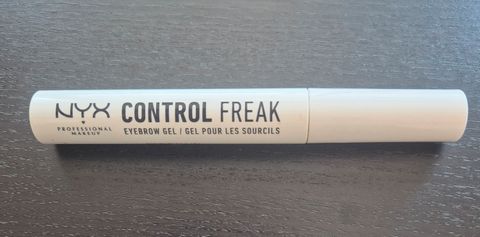 NYX
PROFESSIONAL
MAKEUP
CONTROL FREAK
EYEBROW GEL / GEL POUR LES SOURCILS